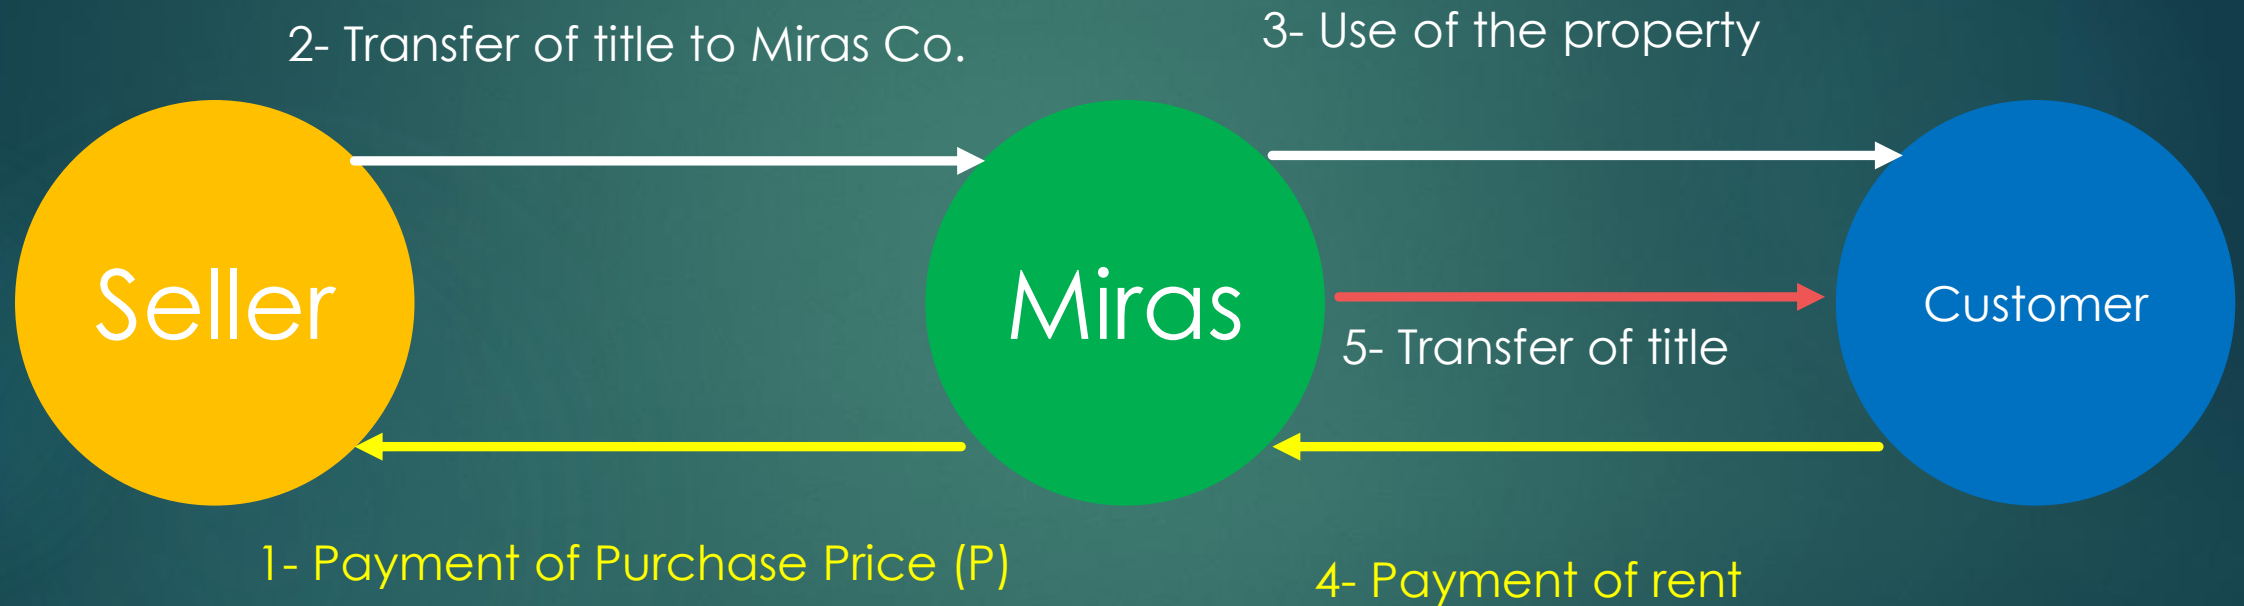 2- Transfer of title to Miras Co.
3- Use of the property
Seller
Miras
Customer
5- Transfer of title
1- Payment of Purchase Price (P)
4- Payment of rent